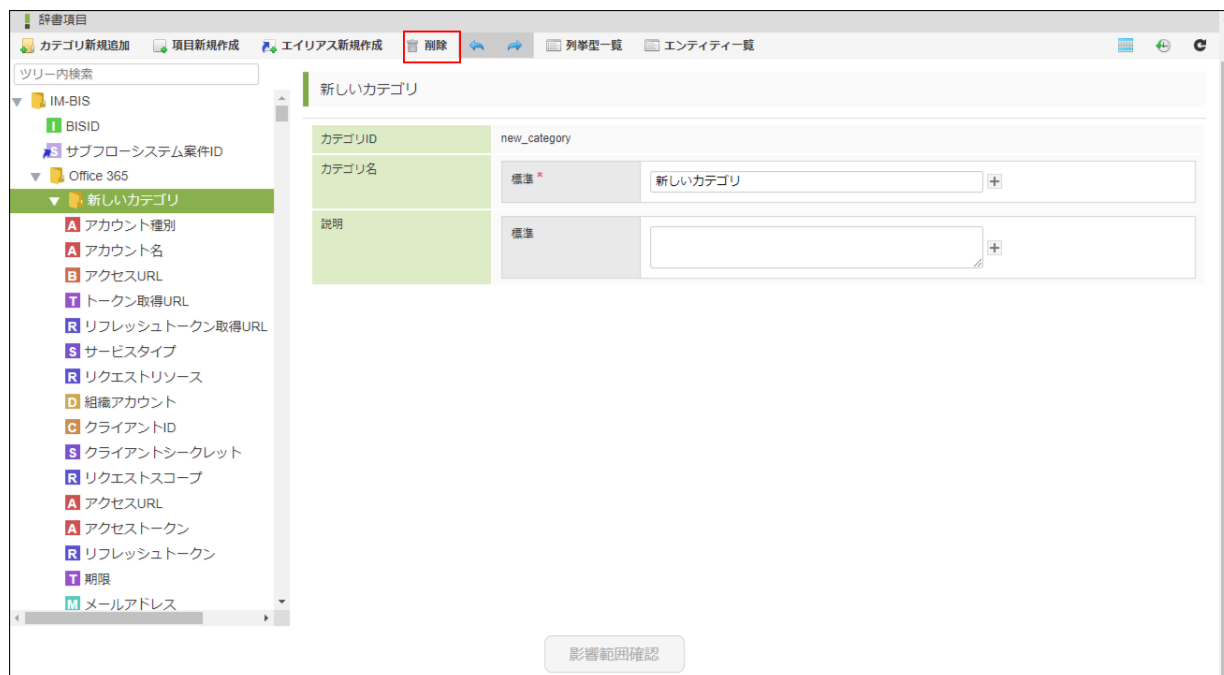 辞書項目
カテゴリ新規追加 項目新規作成 エイリアス新規作成 削除 列挙型一覧 エンティティ一覧
ツリー内検索
IM-BIS
I BISID
S サブフローシステム案件ID
Office 365
新しいカテゴリ
A アカウント種別
A アカウント名
B アクセスURL
T トークン取得URL
R リフレッシュトークン取得URL
S サービスタイプ
R リクエストリソース
D 組織アカウント
C クライアントID
S クライアントシークレット
R リクエストスコープ
A アクセスURL
A アクセストークン
R リフレッシュトークン
T 期限
M メールアドレス
新しいカテゴリ
カテゴリID new_category
カテゴリ名 標準 * 新しいカテゴリ
説明 標準
影響範囲確認